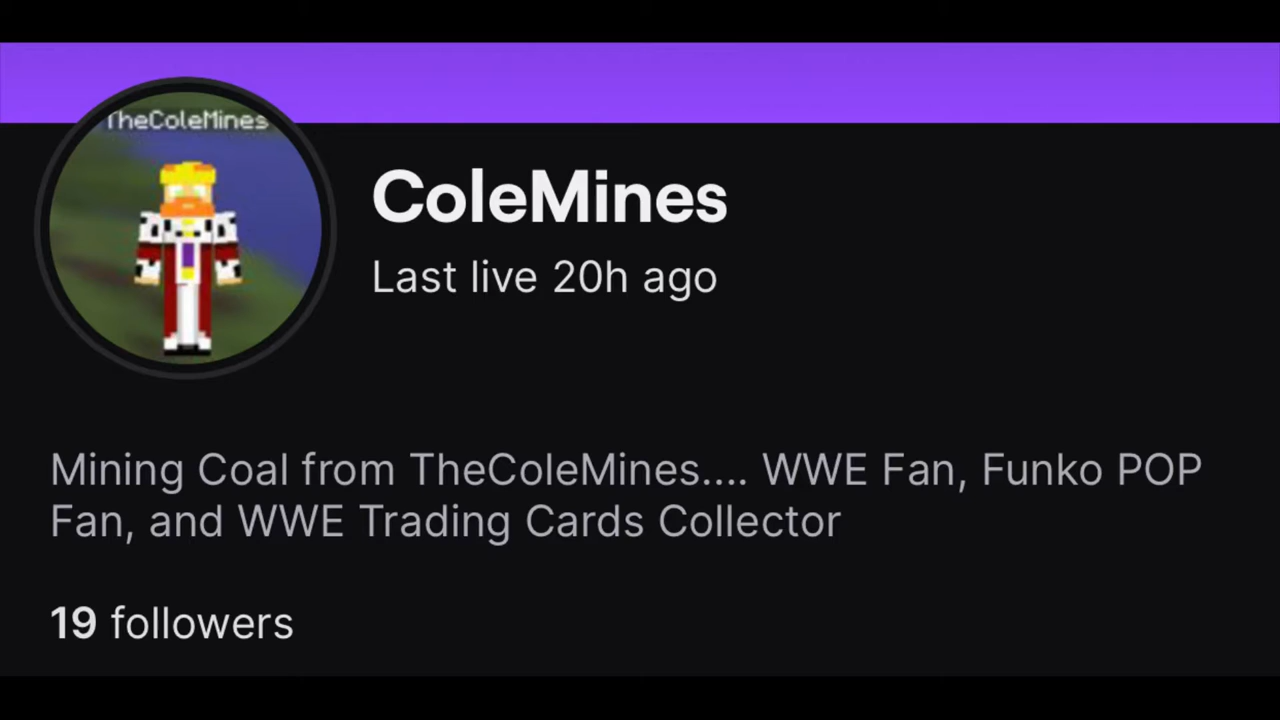 TheColeMines
ColeMines
Last live 20h ago
Mining Coal from TheColeMines.... WWE Fan, Funko POP
Fan, and WWE Trading Cards Collector
19 followers